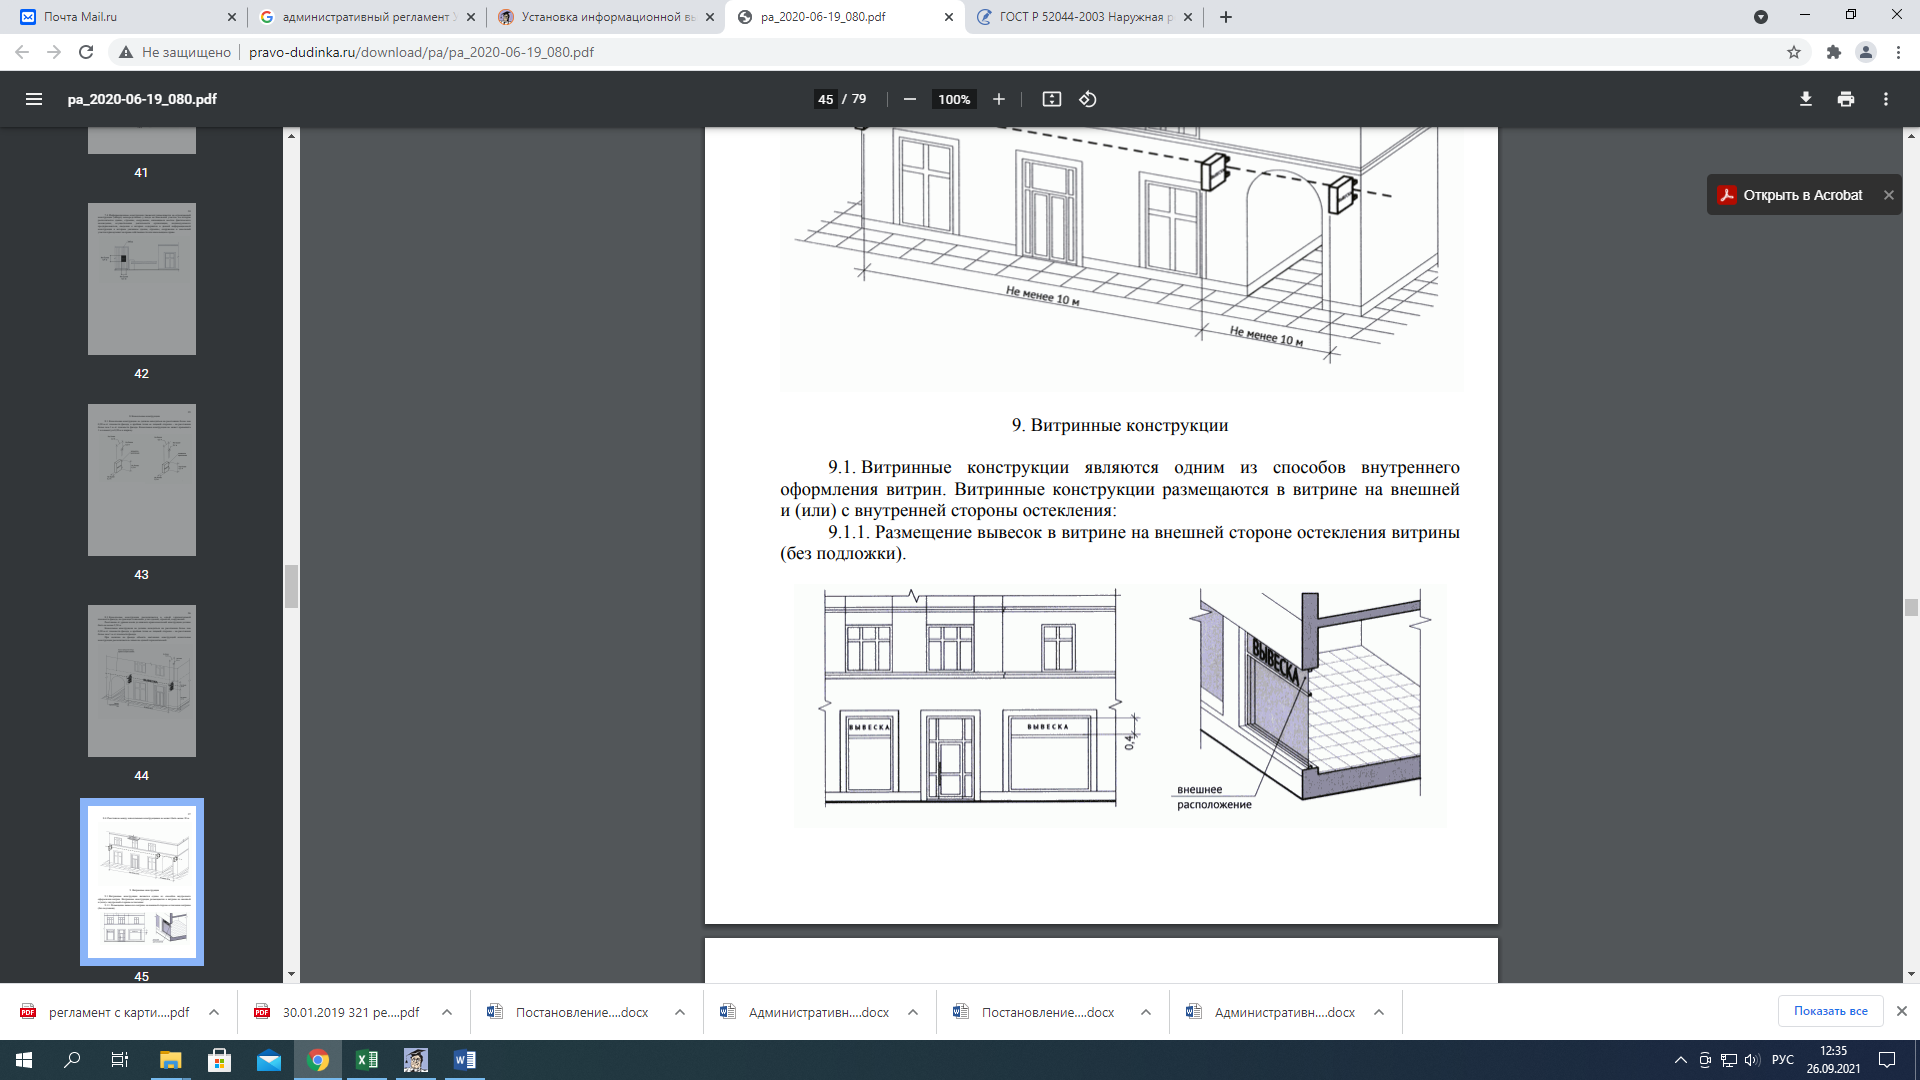 Почта Mail.ru
административный регламент
Установка информационной вы
pa_2020-06-19_080.pdf
ГОСТ Р 52044-2003 Наружная р
Не защищено
pravo-dudinka.ru/download/pa/pa_2020-06-19_080.pdf
pa_2020-06-19_080.pdf
45 / 79
100%
Открыть в Acrobat
41
42
43
44
45
Не менее 10 м
Не менее 10 м
9. Витринные конструкции
9.1. Витринные конструкции являются одним из способов внутреннего
оформления витрин. Витринные конструкции размещаются в витрине на внешней
и (или) с внутренней стороны остекления:
9.1.1. Размещение вывесок в витрине на внешней стороне остекления витрины
(без подложки).
ВЫВЕСКА
ВЫВЕСКА
0,4
ВЫВЕСКА
внешнее
расположение
регламент с карти....pdf
30.01.2019 321 ре....pdf
Постановление....docx
Административн....docx
Постановление....docx
Административн....docx
Показать все
РУС
12:35
26.09.2021